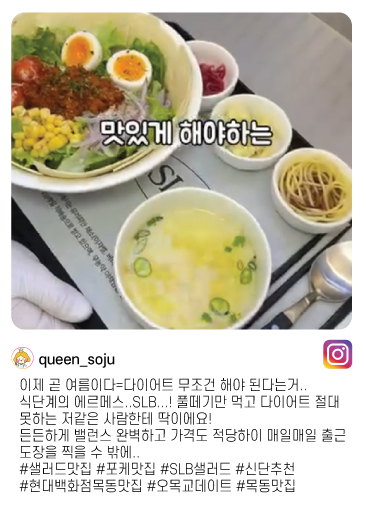 맛있게 해야하는
queen_soju
이제 곧 여름이다=다이어트 무조건 해야 된다는거..
식단계의 에르메스..SLB...! 풀떼기만 먹고 다이어트 절대
못하는 저같은 사람한테 딱이에요!
든든하게 밸런스 완벽하고 가격도 적당하이 매일매일 출근
도장을 찍을 수 밖에..
#샐러드맛집 #포케맛집 #SLB샐러드 #식단추천
#현대백화점목동맛집 #오목교데이트 #목동맛집